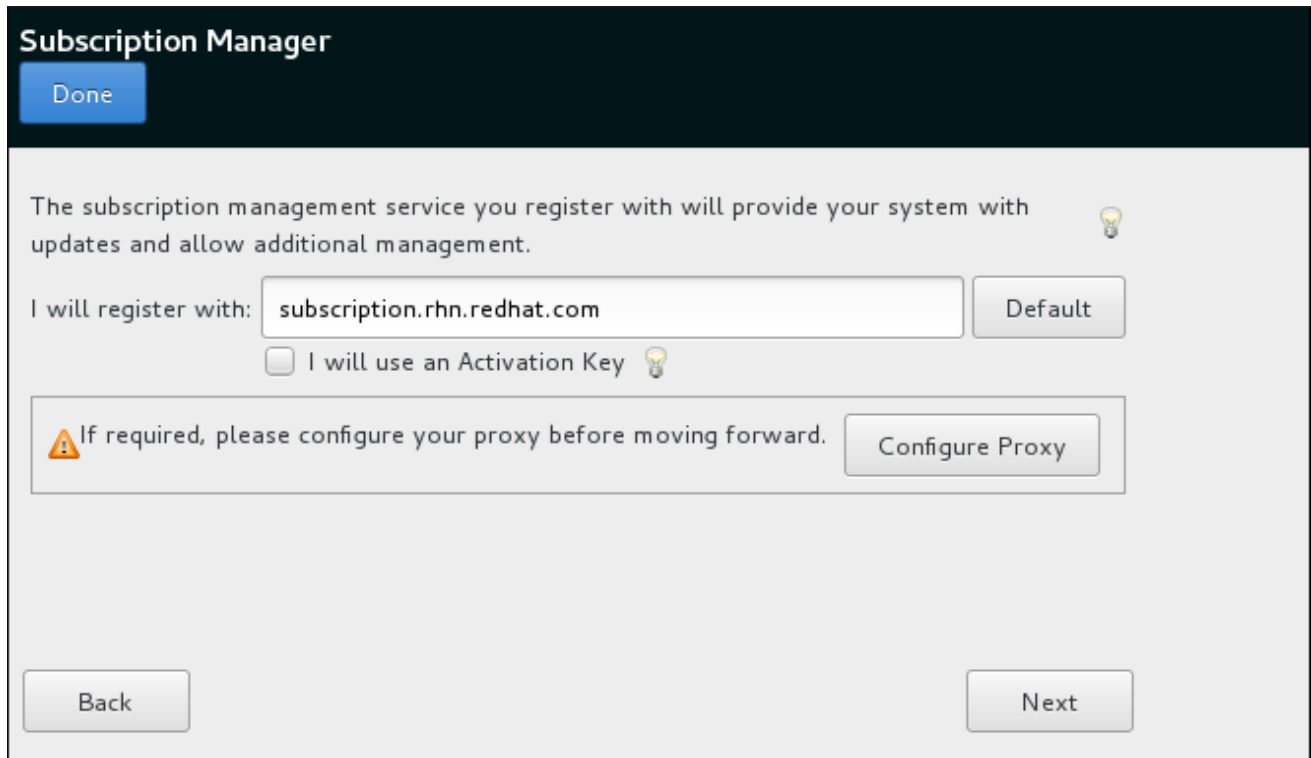 Subscription Manager
Done
The subscription management service you register with will provide your system with
updates and allow additional management.
I will register with: subscription.rhn.redhat.com Default
I will use an Activation Key
If required, please configure your proxy before moving forward. Configure Proxy
Back Next